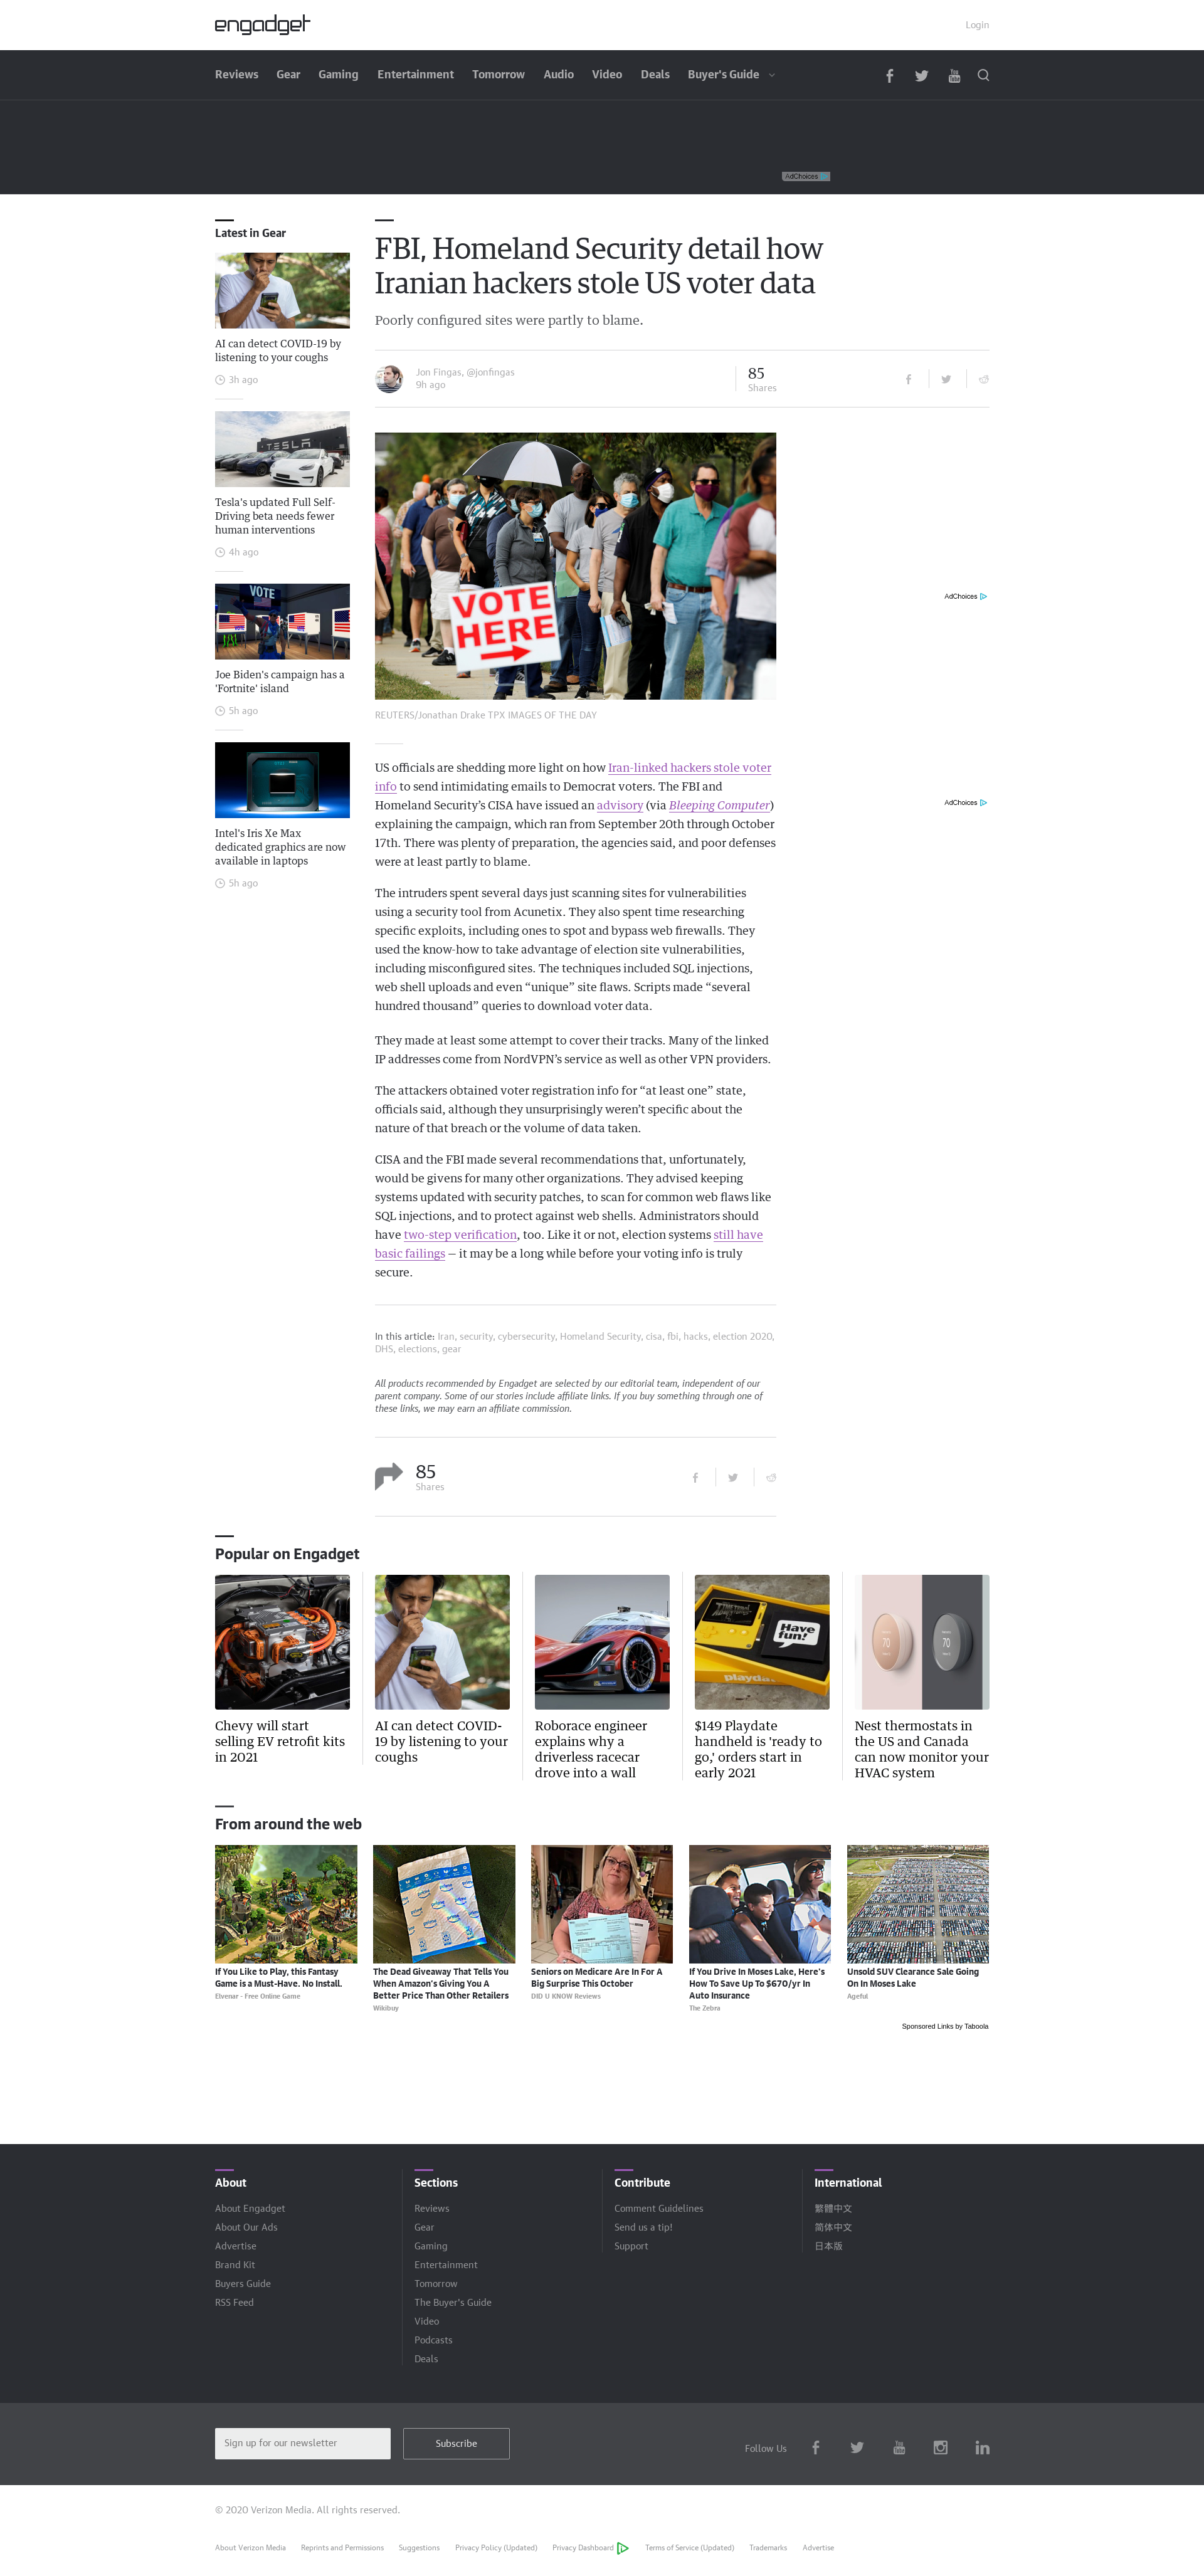 engadget
Login
Reviews Gear Gaming Entertainment Tomorrow Audio Video Deals Buyer's Guide
AdChoices
Latest in Gear
AI can detect COVID-19 by
listening to your coughs
3h ago
TESLA
Tesla's updated Full Self-
Driving beta needs fewer
human interventions
4h ago
VOTE
Joe Biden's campaign has a
'Fortnite' island
5h ago
Intel's Iris Xe Max
dedicated graphics are now
available in laptops
5h ago
FBI, Homeland Security detail how
Iranian hackers stole US voter data
Poorly configured sites were partly to blame.
Jon Fingas, @jonfingas
9h ago
85
Shares
VOTE
HERE
REUTERS/Jonathan Drake TPX IMAGES OF THE DAY
AdChoices
AdChoices
US officials are shedding more light on how Iran-linked hackers stole voter
info to send intimidating emails to Democrat voters. The FBI and
Homeland Security's CISA have issued an advisory (via Bleeping Computer)
explaining the campaign, which ran from September 20th through October
17th. There was plenty of preparation, the agencies said, and poor defenses
were at least partly to blame.
The intruders spent several days just scanning sites for vulnerabilities
using a security tool from Acunetix. They also spent time researching
specific exploits, including ones to spot and bypass web firewalls. They
used the know-how to take advantage of election site vulnerabilities,
including misconfigured sites. The techniques included SQL injections,
web shell uploads and even “unique” site flaws. Scripts made “several
hundred thousand” queries to download voter data.
They made at least some attempt to cover their tracks. Many of the linked
IP addresses come from NordVPN’s service as well as other VPN providers.
The attackers obtained voter registration info for “at least one” state,
officials said, although they unsurprisingly weren’t specific about the
nature of that breach or the volume of data taken.
CISA and the FBI made several recommendations that, unfortunately,
would be givens for many other organizations. They advised keeping
systems updated with security patches, to scan for common web flaws like
SQL injections, and to protect against web shells. Administrators should
have two-step verification, too. Like it or not, election systems still have
basic failings — it may be a long while before your voting info is truly
secure.
In this article: Iran, security, cybersecurity, Homeland Security, cisa, fbi, hacks, election 2020,
DHS, elections, gear
All products recommended by Engadget are selected by our editorial team, independent of our
parent company. Some of our stories include affiliate links. If you buy something through one of
these links, we may earn an affiliate commission.
85
Shares
Popular on Engadget
Have
fun!
playdate
70
70
Chevy will start
selling EV retrofit kits
in 2021
AI can detect COVID-
19 by listening to your
coughs
Roborace engineer
explains why a
driverless racecar
drove into a wall
$149 Playdate
handheld is 'ready to
go,' orders start in
early 2021
Nest thermostats in
the US and Canada
can now monitor your
HVAC system
From around the web
If You Like to Play, this Fantasy
Game is a Must-Have. No Install.
Elvenar - Free Online Game
The Dead Giveaway That Tells You
When Amazon's Giving You A
Better Price Than Other Retailers
Wikibuy
Seniors on Medicare Are In For A
Big Surprise This October
DID U KNOW Reviews
If You Drive In Moses Lake, Here's
How To Save Up To $670/yr In
Auto Insurance
The Zebra
Unsold SUV Clearance Sale Going
On In Moses Lake
Ageful
Sponsored Links by Taboola
About
About Engadget
About Our Ads
Advertise
Brand Kit
Buyers Guide
RSS Feed
Sections
Reviews
Gear
Gaming
Entertainment
Tomorrow
The Buyer's Guide
Video
Podcasts
Deals
Contribute
Comment Guidelines
Send us a tip!
Support
International
繁體中文
简体中文
日本版
Sign up for our newsletter
Subscribe
Follow Us
© 2020 Verizon Media. All rights reserved.
About Verizon Media Reprints and Permissions Suggestions Privacy Policy (Updated) Privacy Dashboard Terms of Service (Updated) Trademarks Advertise